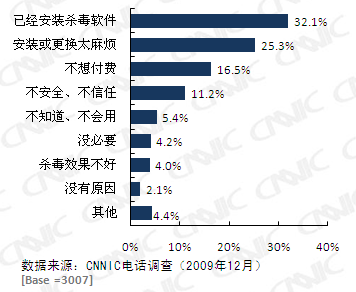 已经安装杀毒软件 32.1%
安装或更换太麻烦 25.3%
不想付费 16.5%
不安全、不信任 11.2%
不知道、不会用 5.4%
没必要 4.2%
杀毒效果不好 4.0%
没有原因 2.1%
其他 4.4%
0% 10% 20% 30% 40%
数据来源：CNNIC电话调查（2009年12月）
[Base =3007]